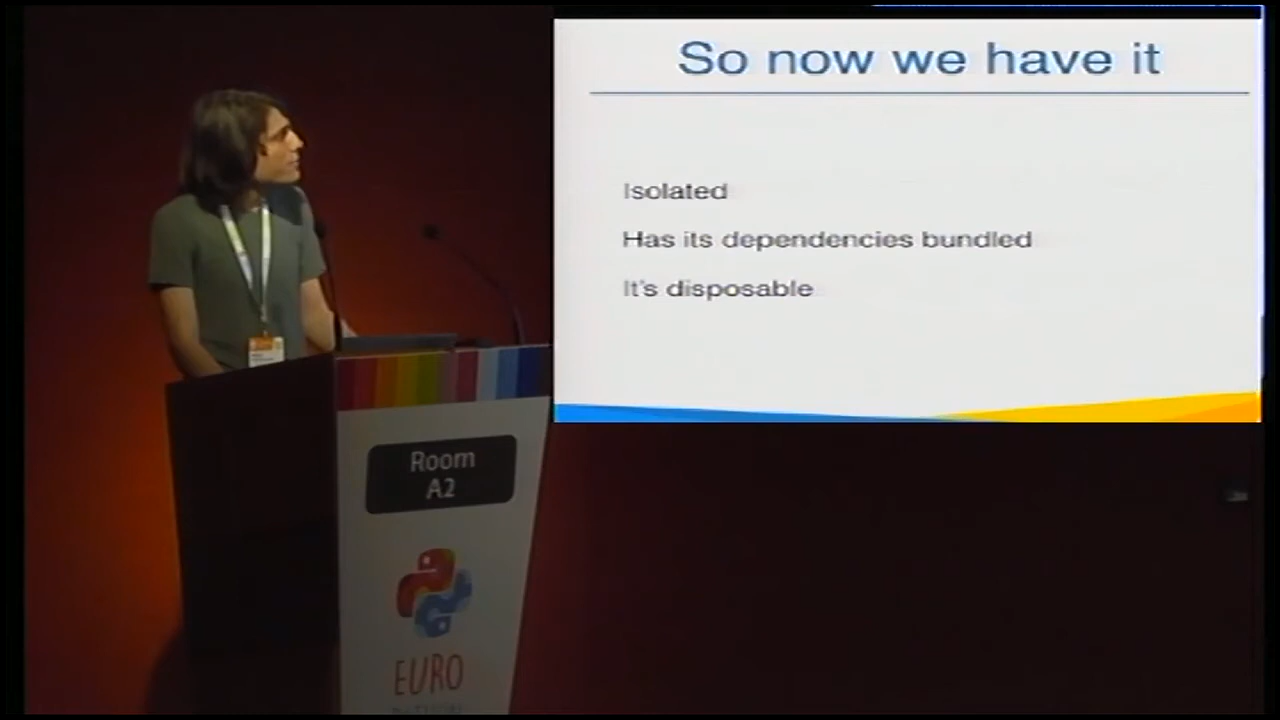 So now we have it
Isolated
Has its dependencies bundled
It's disposable
Room
A2
EURO